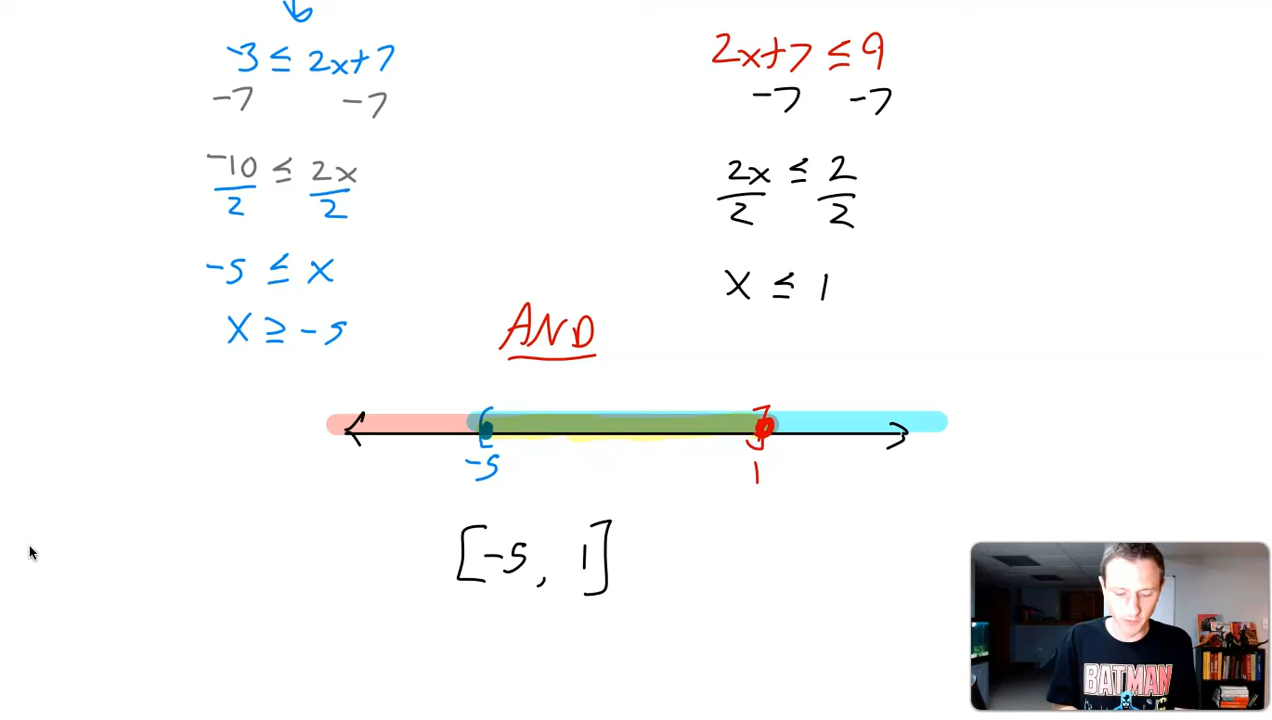 -3 ≤ 2x+7
-7 -7
-10 ≤ 2x
2 2
-5 ≤ x
x ≥ -5
2x+7 ≤ 9
-7 -7
2x ≤ 2
2 2
x ≤ 1
AND
[ ]
-5 1
[-5, 1]
BATMAN